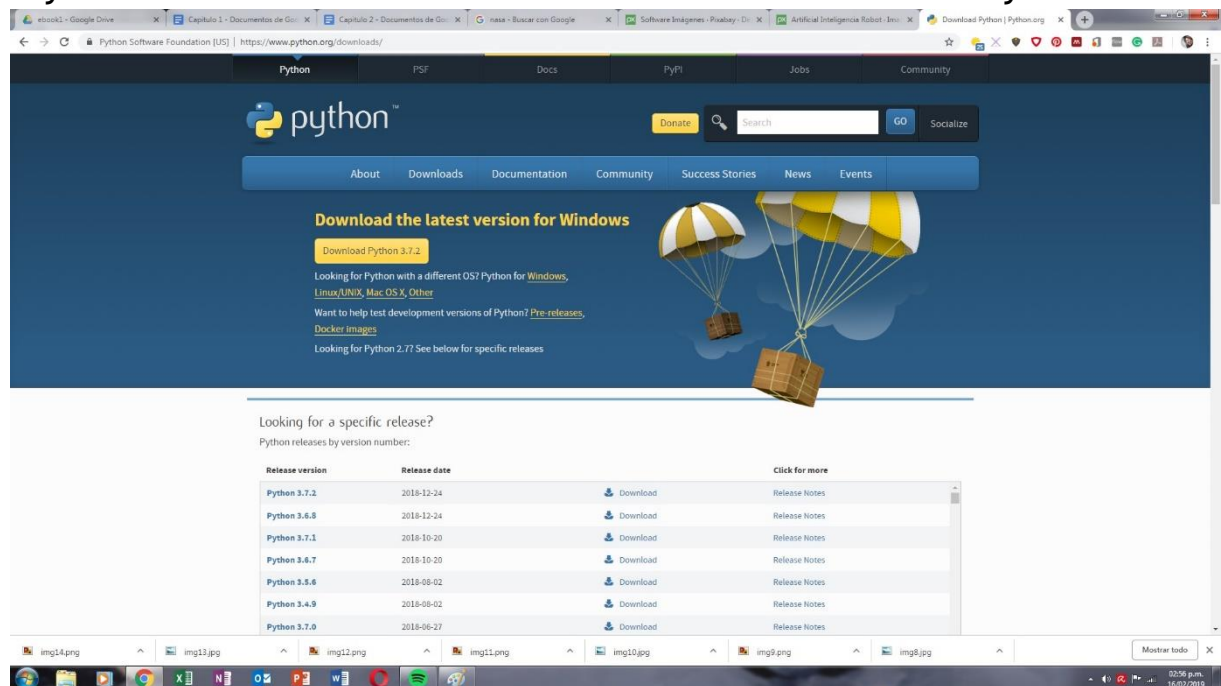 ebook1 - Google Drive
Capitulo 1 - Documentos de Goo
Capitulo 2 - Documentos de Goo
nasa - Buscar con Google
Software Imágenes - Pixabay - De
Artificial Inteligencia Robot - Ima
Download Python | Python.org
Python Software Foundation [US] | https://www.python.org/downloads/
Python PSF Docs PyPI Jobs Community
python™
Donate Search GO Socialize
About Downloads Documentation Community Success Stories News Events
Download the latest version for Windows
Download Python 3.7.2
Looking for Python with a different OS? Python for Windows,
Linux/UNIX, Mac OS X, Other
Want to help test development versions of Python? Pre-releases,
Docker images
Looking for Python 2.7? See below for specific releases
Looking for a specific release?
Python releases by version number:
Release version Release date Click for more
Python 3.7.2 2018-12-24 Download Release Notes
Python 3.6.8 2018-12-24 Download Release Notes
Python 3.7.1 2018-10-20 Download Release Notes
Python 3.6.7 2018-10-20 Download Release Notes
Python 3.5.6 2018-08-02 Download Release Notes
Python 3.4.9 2018-08-02 Download Release Notes
Python 3.7.0 2018-06-27 Download Release Notes
img14.png img13.jpg img12.png img11.png img10.jpg img9.png img8.jpg Mostrar todo
02:56 p.m.
16/02/2019